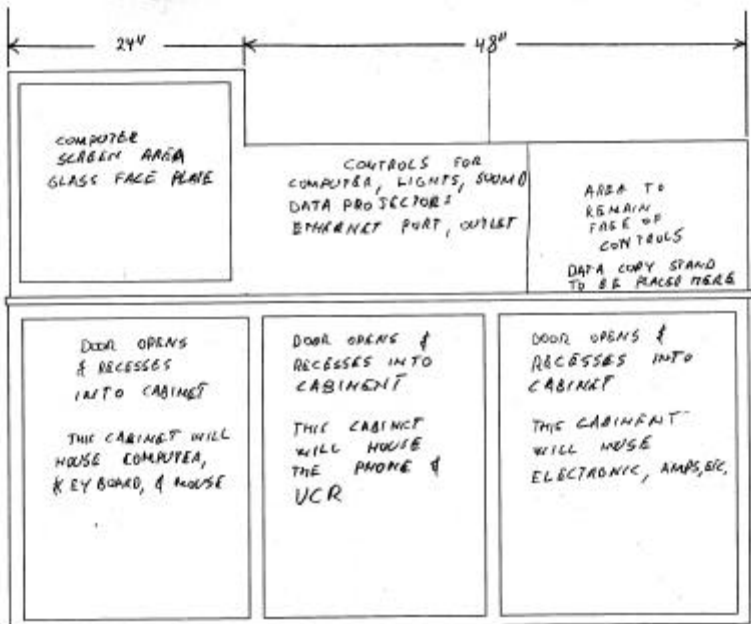 24"
48"
COMPUTER
SCREEN AREA
GLASS FACE PLATE
CONTROLS FOR
COMPUTER, LIGHTS, SOUND
DATA PROJECTORS
ETHERNET PORT, OUTLET
AREA TO
REMAIN
FREE OF
CONTROLS
DATA COPY STAND
TO BE PLACED HERE
DOOR OPENS
& RECESSES
INTO CABINET
THIS CABINET WILL
HOUSE COMPUTER,
KEYBOARD, & MOUSE
DOOR OPENS &
RECESSES INTO
CABINENT
THIS CABINET
WILL HOUSE
THE PHONE &
VCR
DOOR OPENS &
RECESSES INTO
CABINET
THIS CABINENT
WILL HOUSE
ELECTRONIC, AMPS, ETC.